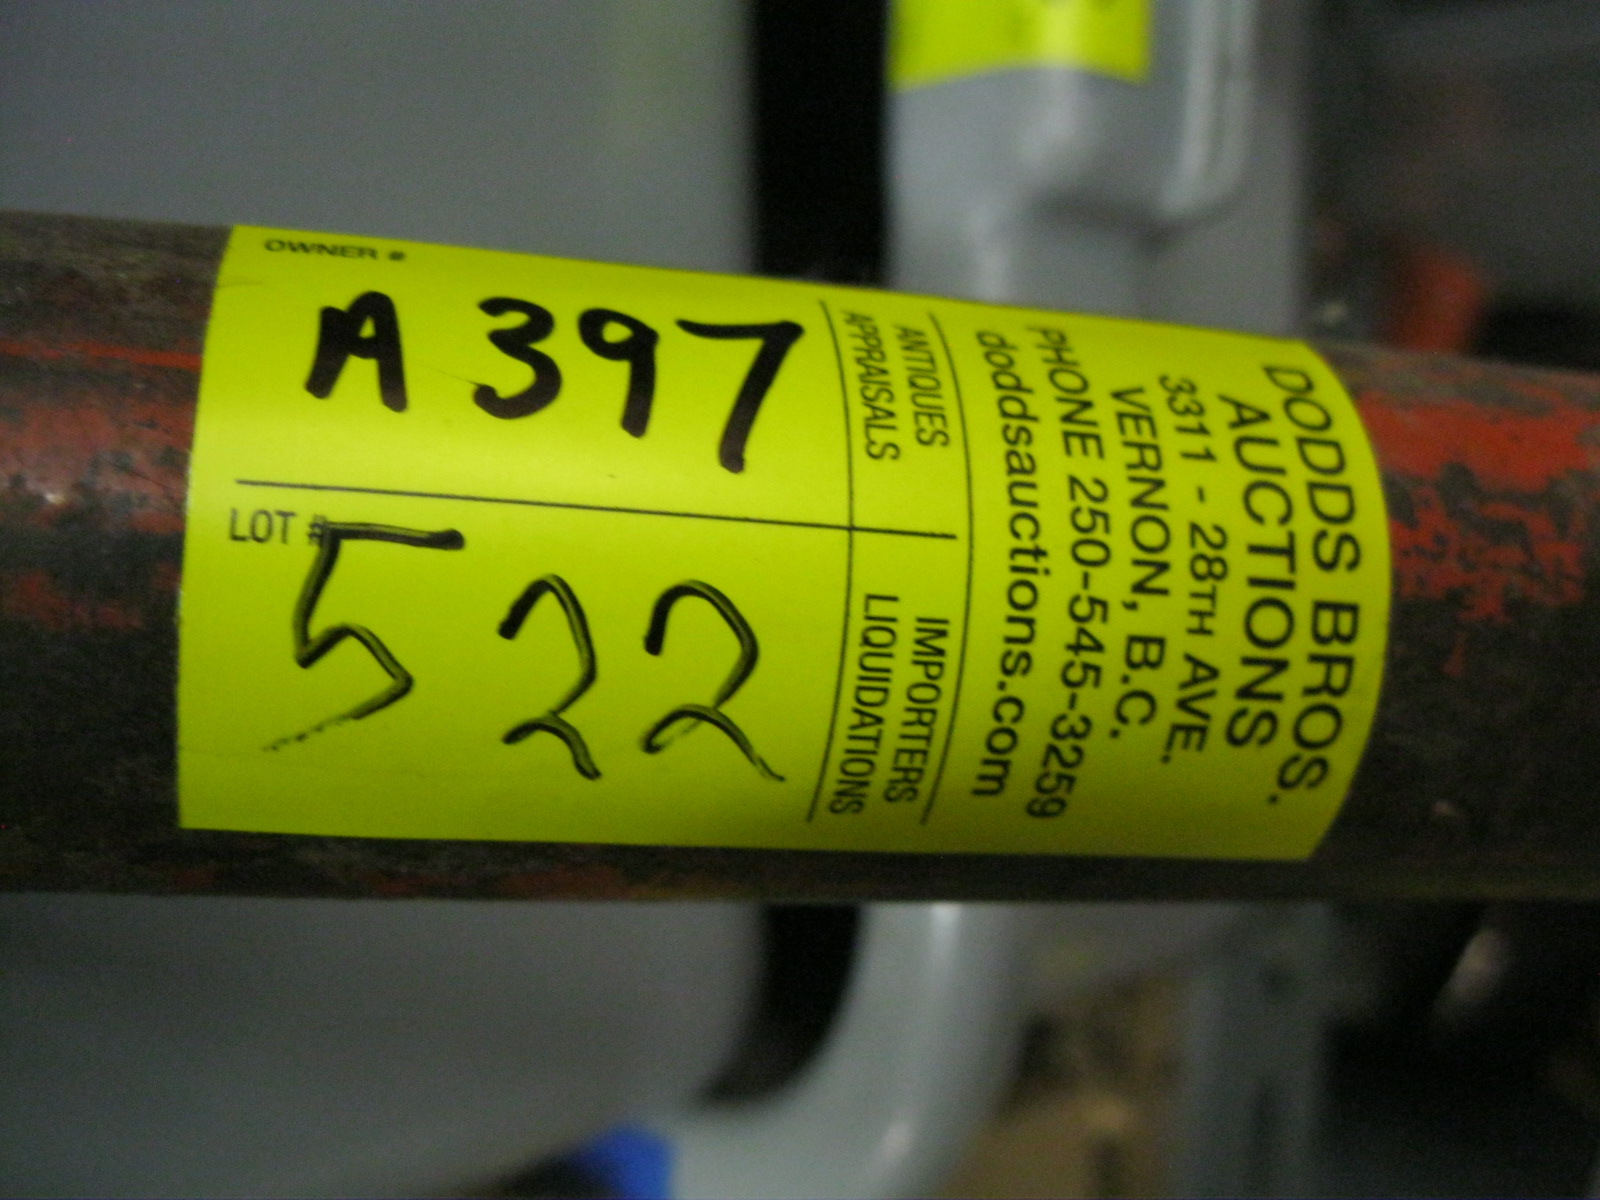 DODDS BROS.
AUCTIONS
3311 - 28TH AVE.
VERNON, B.C.
PHONE 250-545-3259
doddsauctions.com
ANTIQUES
APPRAISALS
IMPORTERS
LIQUIDATIONS
OWNER #
A397
LOT #
522